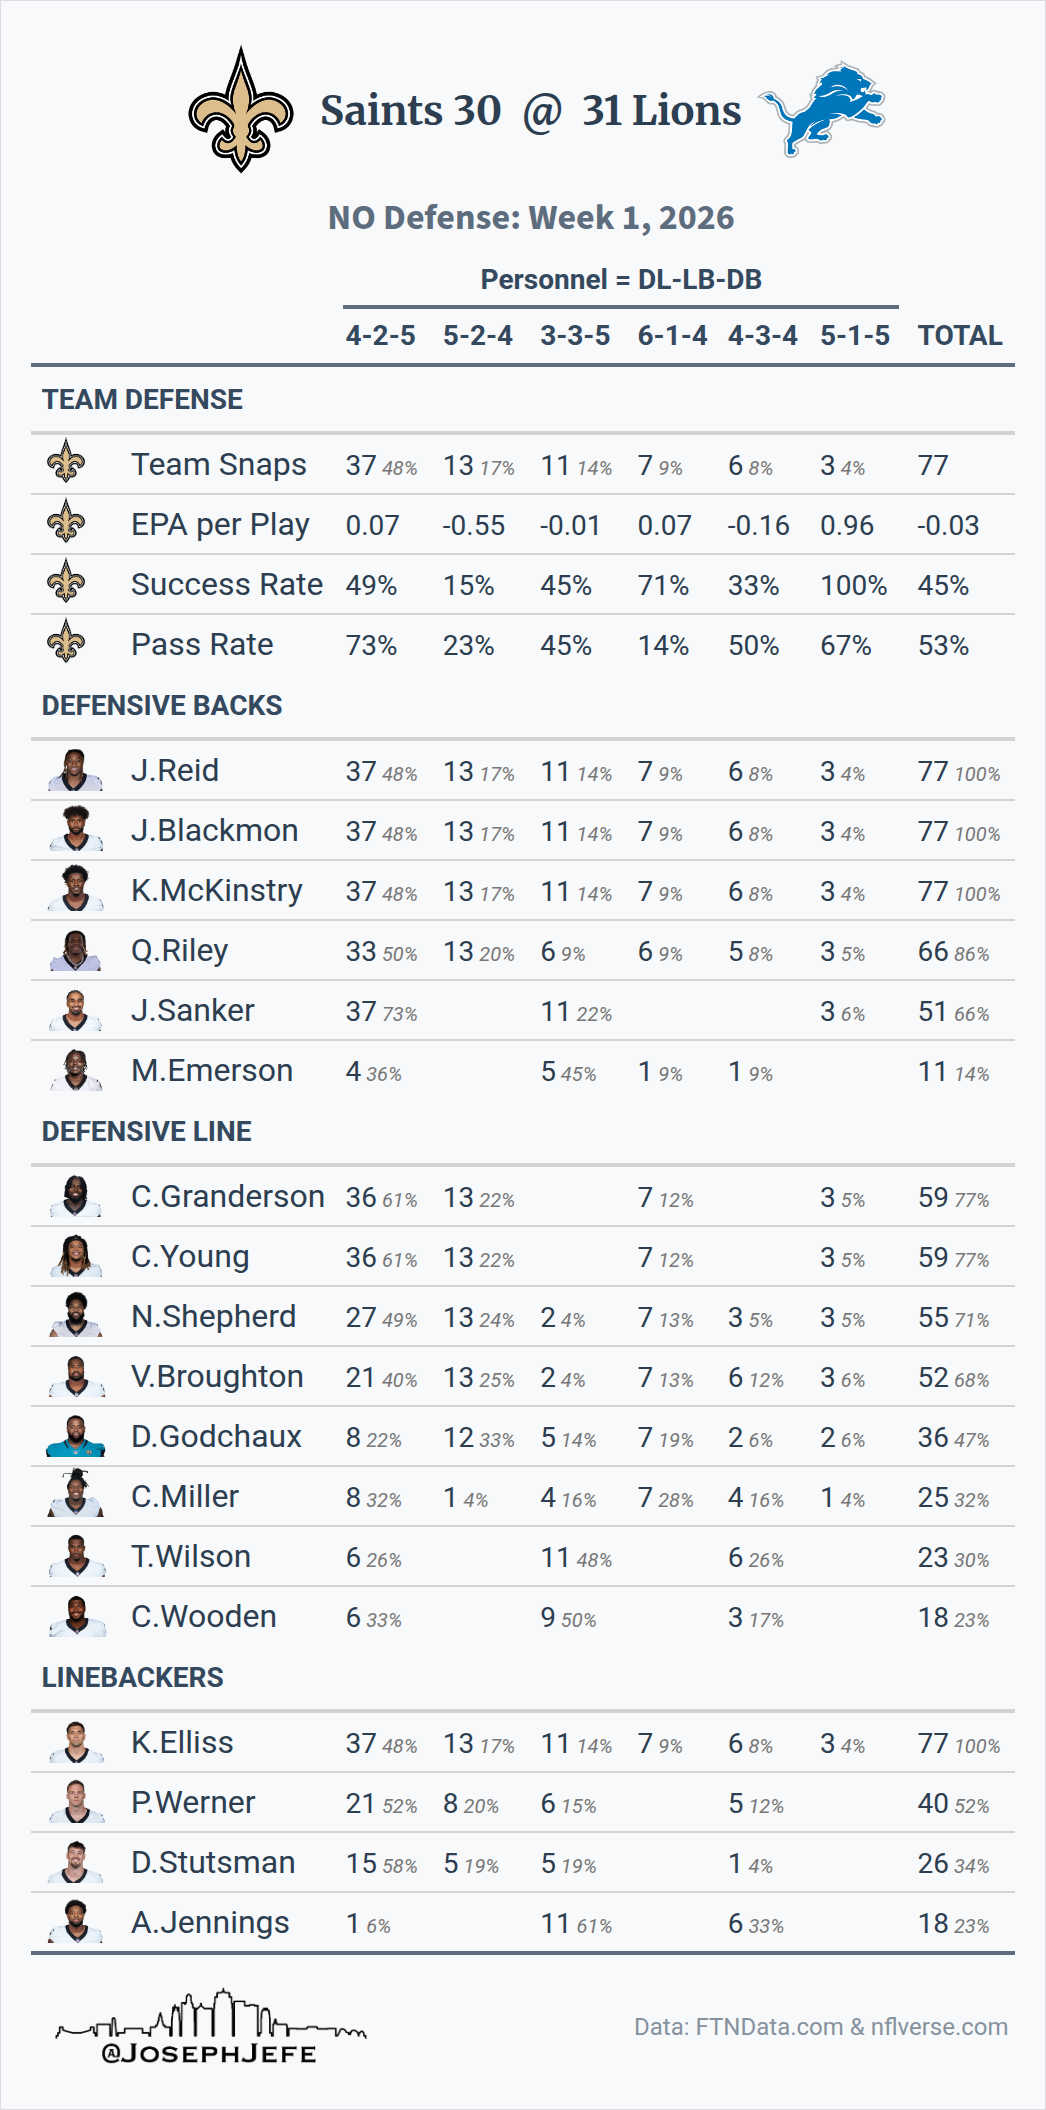 Saints 30 @ 31 Lions
NO Defense: Week 1, 2026
Personnel = DL-LB-DB
4-2-5 5-2-4 3-3-5 6-1-4 4-3-4 5-1-5 TOTAL
TEAM DEFENSE
Team Snaps 37 48% 13 17% 11 14% 7 9% 6 8% 3 4% 77
EPA per Play 0.07 -0.55 -0.01 0.07 -0.16 0.96 -0.03
Success Rate 49% 15% 45% 71% 33% 100% 45%
Pass Rate 73% 23% 45% 14% 50% 67% 53%
DEFENSIVE BACKS
J.Reid 37 48% 13 17% 11 14% 7 9% 6 8% 3 4% 77 100%
J.Blackmon 37 48% 13 17% 11 14% 7 9% 6 8% 3 4% 77 100%
K.McKinstry 37 48% 13 17% 11 14% 7 9% 6 8% 3 4% 77 100%
Q.Riley 33 50% 13 20% 6 9% 6 9% 5 8% 3 5% 66 86%
J.Sanker 37 73% 11 22% 3 6% 51 66%
M.Emerson 4 36% 5 45% 1 9% 1 9% 11 14%
DEFENSIVE LINE
C.Granderson 36 61% 13 22% 7 12% 3 5% 59 77%
C.Young 36 61% 13 22% 7 12% 3 5% 59 77%
N.Shepherd 27 49% 13 24% 2 4% 7 13% 3 5% 3 5% 55 71%
V.Broughton 21 40% 13 25% 2 4% 7 13% 6 12% 3 6% 52 68%
D.Godchaux 8 22% 12 33% 5 14% 7 19% 2 6% 2 6% 36 47%
C.Miller 8 32% 1 4% 4 16% 7 28% 4 16% 1 4% 25 32%
T.Wilson 6 26% 11 48% 6 26% 23 30%
C.Wooden 6 33% 9 50% 3 17% 18 23%
LINEBACKERS
K.Elliss 37 48% 13 17% 11 14% 7 9% 6 8% 3 4% 77 100%
P.Werner 21 52% 8 20% 6 15% 5 12% 40 52%
D.Stutsman 15 58% 5 19% 5 19% 1 4% 26 34%
A.Jennings 1 6% 11 61% 6 33% 18 23%
@JOSEPHJEFE
Data: FTNData.com & nflverse.com